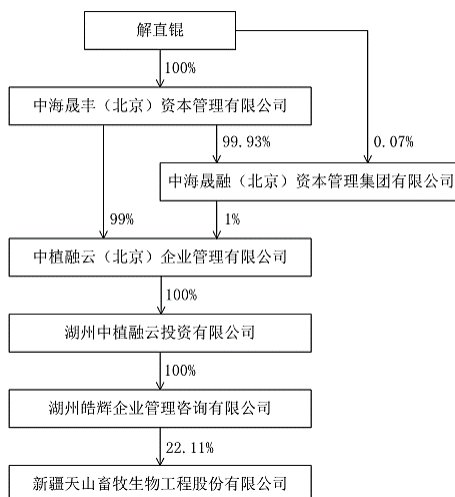 解直锟
100%
中海晟丰（北京）资本管理有限公司
99.93%
0.07%
中海晟融（北京）资本管理集团有限公司
99%
1%
中植融云（北京）企业管理有限公司
100%
湖州中植融云投资有限公司
100%
湖州皓辉企业管理咨询有限公司
22.11%
新疆天山畜牧生物工程股份有限公司